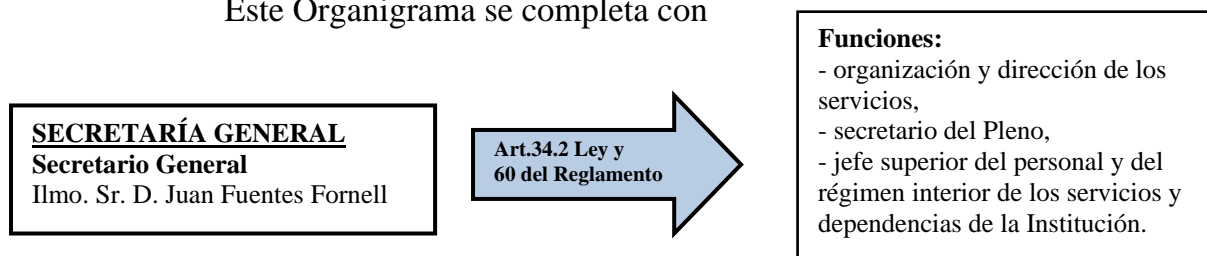 Este Organigrama se completa con
SECRETARÍA GENERAL
Secretario General
Ilmo. Sr. D. Juan Fuentes Fornell
Art.34.2 Ley y
60 del Reglamento
Funciones:
- organización y dirección de los
servicios,
- secretario del Pleno,
- jefe superior del personal y del
régimen interior de los servicios y
dependencias de la Institución.